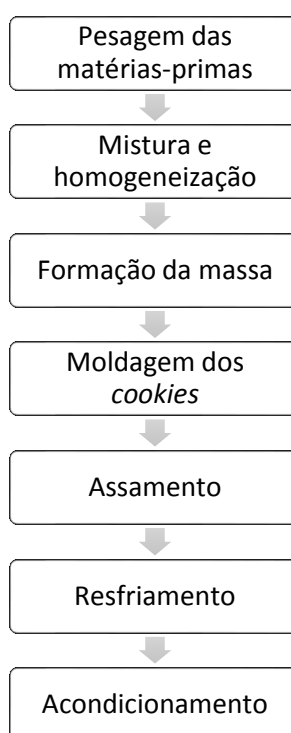 Pesagem das
matérias-primas
Mistura e
homogeneização
Formação da massa
Moldagem dos
cookies
Assamento
Resfriamento
Acondicionamento